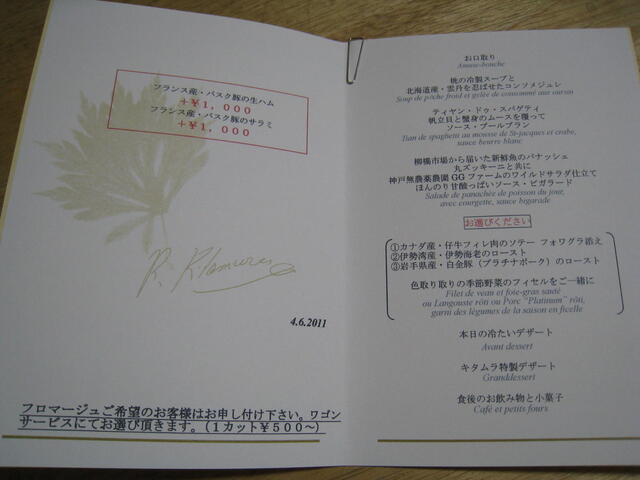 フランス産・バスク豚の生ハム
+¥1,000
フランス産・バスク豚のサラミ
+¥1,000
4.6.2011
フロマージュご希望のお客様はお申し付け下さい。ワゴン
サービスにてお選び頂きます。(1カット¥500~)
お口取り
Amuse-bouche
桃の冷製スープと
北海道産・雲丹を忍ばせたコンソメジュレ
Soup de pêche froid et gelée de consommé aux oursin
ティヤン・ドゥ・スパゲティ
帆立貝と蟹身のムースを覆って
ソース・ブールブラン
Tian de spaghetti au mousse de St-jacques et crabe,
sauce beurre blanc
柳橋市場から届いた新鮮魚のパナッシェ
丸ズッキーニと共に
神戸無農薬農園GGファームのワイルドサラダ仕立て
ほんのり甘酸っぱいソース・ビガラード
Salade de panachée de poisson du jour,
avec courgette, sauce bigarade
お選びください
①カナダ産・仔牛フィレ肉のソテー フォワグラ添え
②伊勢湾産・伊勢海老のロースト
③岩手県産・白金豚(プラチナポーク)のロースト
色取り取りの季節野菜のフィセルをご一緒に
Filet de veau et foie-gras sauté
ou Langouste rôti ou Porc "Platinum" rôti,
garni des légumes de la saison en ficelle
本日の冷たいデザート
Avant dessert
キタムラ特製デザート
Granddessert
食後のお飲み物と小菓子
Café et petits fours